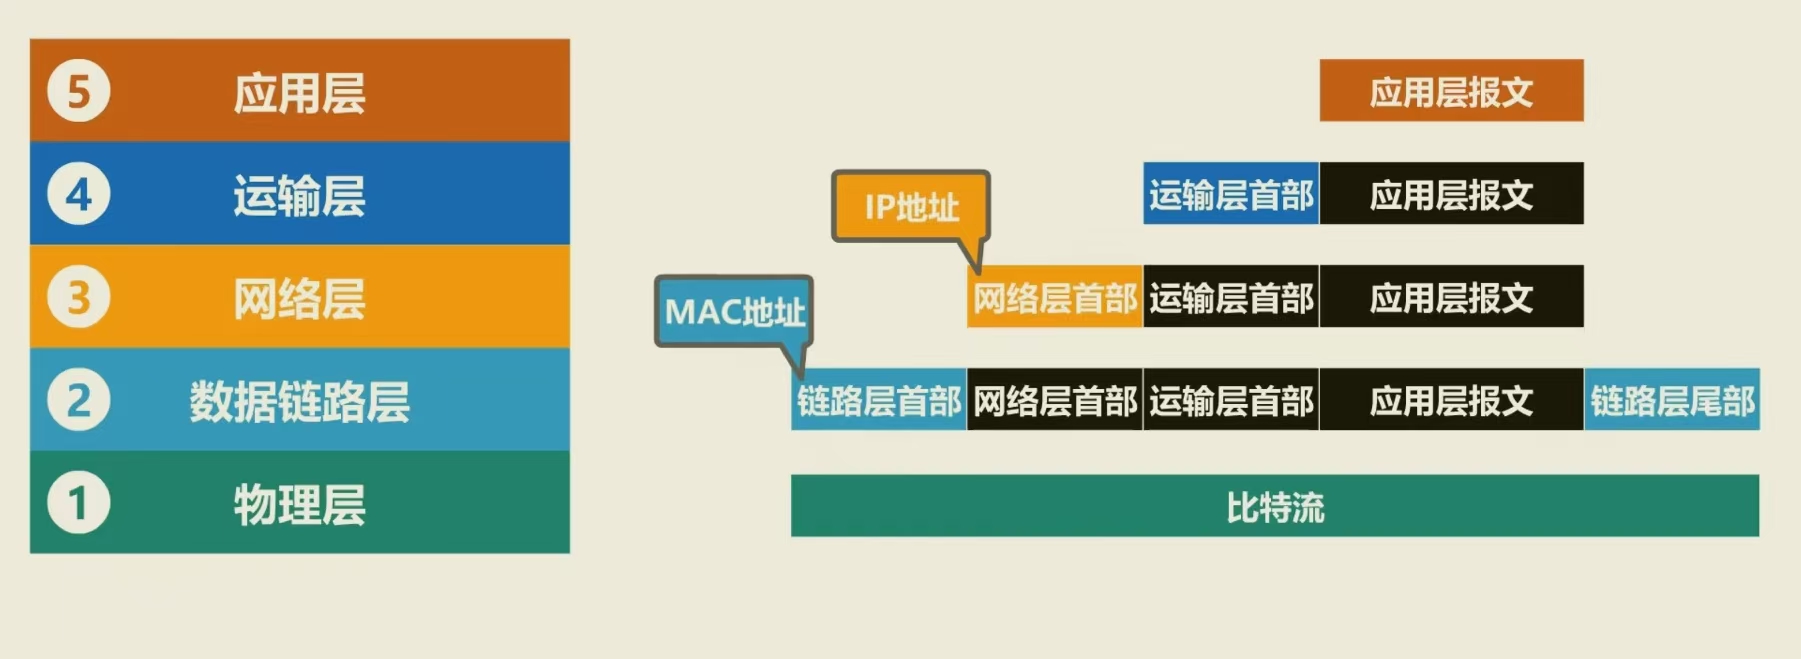 5 应用层
应用层报文
4 运输层
运输层首部 应用层报文
IP地址
3 网络层
网络层首部 运输层首部 应用层报文
MAC地址
2 数据链路层
链路层首部 网络层首部 运输层首部 应用层报文 链路层尾部
1 物理层
比特流